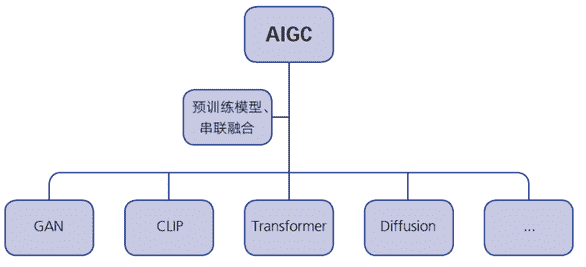 AIGC
预训练模型、
串联融合
GAN
CLIP
Transformer
Diffusion
...